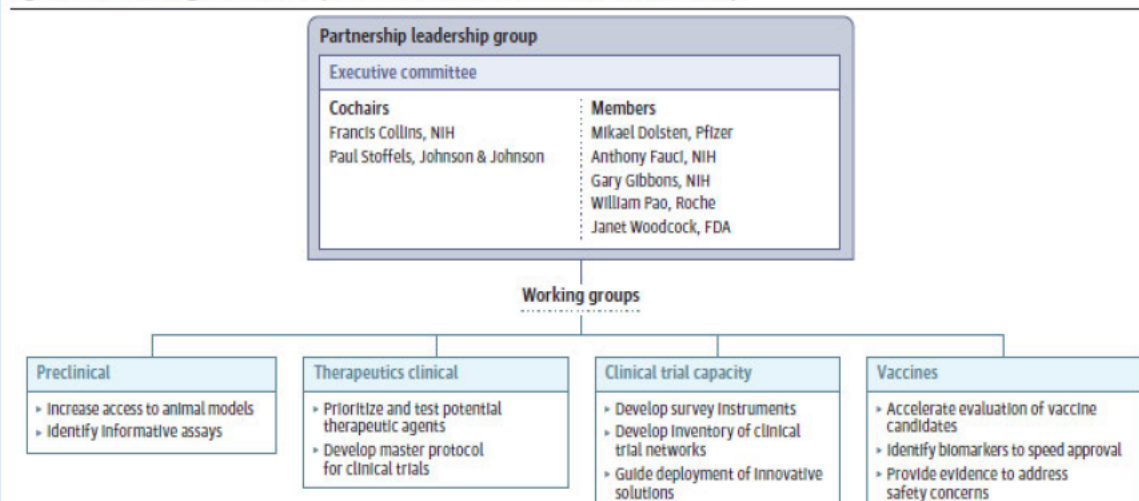 Partnership leadership group
Executive committee
Cochairs
Francis Collins, NIH
Paul Stoffels, Johnson & Johnson
Members
Mikael Dolsten, Pfizer
Anthony Fauci, NIH
Gary Gibbons, NIH
William Pao, Roche
Janet Woodcock, FDA
Working groups
Preclinical
▸ Increase access to animal models
▸ Identify informative assays
Therapeutics clinical
▸ Prioritize and test potential
therapeutic agents
▸ Develop master protocol
for clinical trials
Clinical trial capacity
▸ Develop survey instruments
▸ Develop inventory of clinical
trial networks
▸ Guide deployment of innovative
solutions
Vaccines
▸ Accelerate evaluation of vaccine
candidates
▸ Identify biomarkers to speed approval
▸ Provide evidence to address
safety concerns